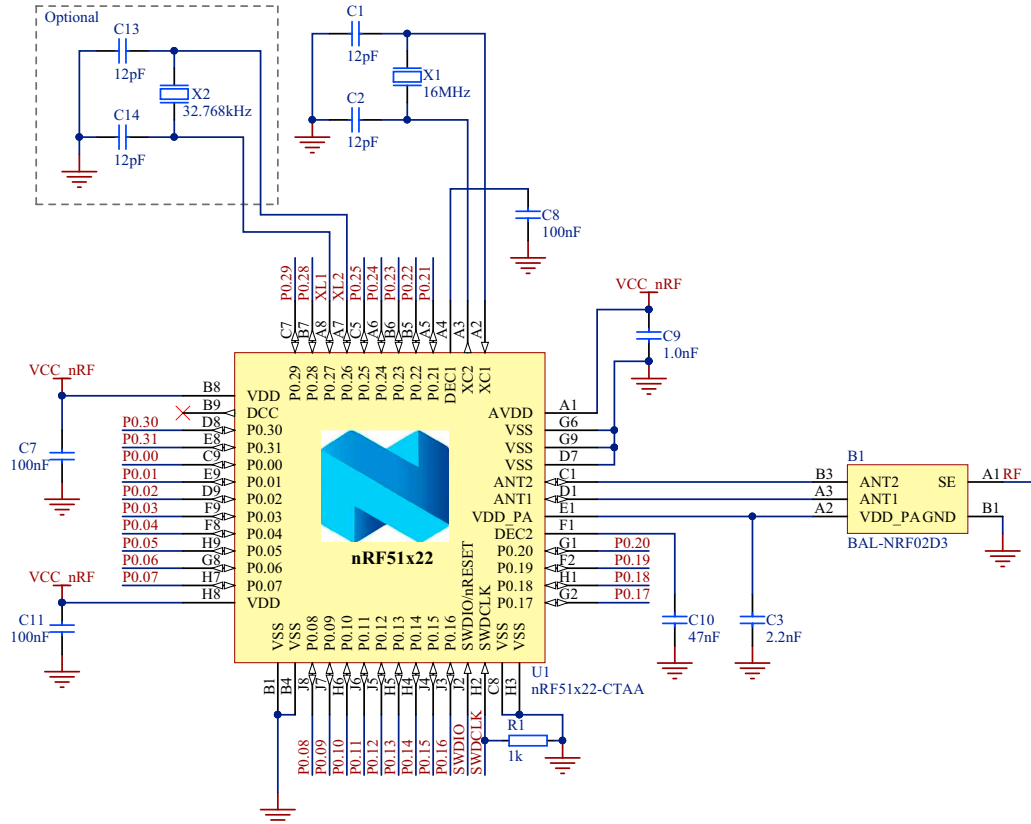 Optional
C13
12pF
X2
32.768kHz
C14
12pF
C1
12pF
X1
16MHz
C2
12pF
C8
100nF
P0.29
P0.28
XL1
XL2
P0.25
P0.24
P0.23
P0.22
P0.21
C7
B7
A8
A7
C5
A6
B6
B5
A5
A4
A3
A2
P0.29
P0.28
P0.27
P0.26
P0.25
P0.24
P0.23
P0.22
P0.21
DEC1
XC2
XC1
VCC_nRF
C9
1.0nF
VCC_nRF
C7
100nF
B8 VDD
B9 DCC
P0.30 D8 P0.30
P0.31 E8 P0.31
P0.00 C9 P0.00
P0.01 E9 P0.01
P0.02 D9 P0.02
P0.03 F9 P0.03
P0.04 F8 P0.04
P0.05 H9 P0.05
P0.06 G8 P0.06
P0.07 H7 P0.07
H8 VDD
VCC_nRF
C11
100nF
nRF51x22
AVDD A1
VSS G6
VSS G9
VSS D7
ANT2 C1
ANT1 D1
VDD_PA E1
DEC2 F1
P0.20 G1 P0.20
P0.19 F2 P0.19
P0.18 H1 P0.18
P0.17 G2 P0.17
B1
B3 ANT2 SE A1 RF
A3 ANT1
A2 VDD_PA GND B1
BAL-NRF02D3
C10
47nF
C3
2.2nF
VSS
VSS
P0.08
P0.09
P0.10
P0.11
P0.12
P0.13
P0.14
P0.15
P0.16
SWDIO/nRESET
SWDCLK
VSS
VSS
U1
nRF51x22-CTAA
B1
B4
J8
J7
H6
J6
J5
H5
H4
J4
J3
J2
H2
C8
H3
P0.08
P0.09
P0.10
P0.11
P0.12
P0.13
P0.14
P0.15
P0.16
SWDIO
SWDCLK
R1
1k